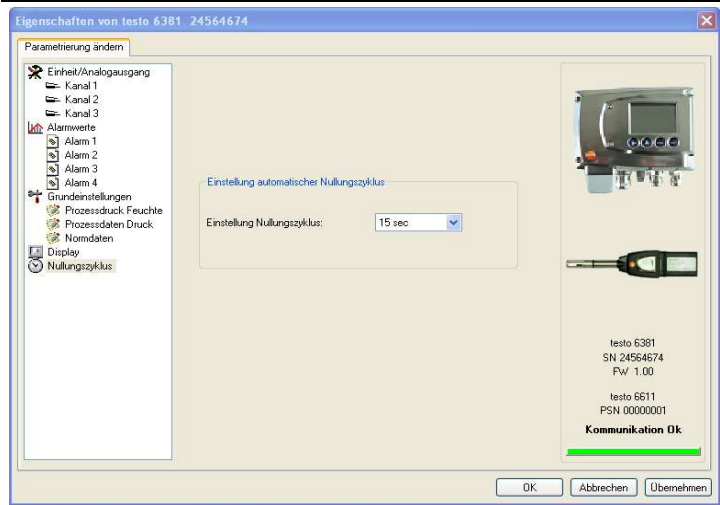 Eigenschaften von testo 6381 24564674
Parametrierung ändern
Einheit/Analogausgang
Kanal 1
Kanal 2
Kanal 3
Alarmwerte
Alarm 1
Alarm 2
Alarm 3
Alarm 4
Grundeinstellungen
Prozessdruck Feuchte
Prozessdaten Druck
Normdaten
Display
Nullungszyklus
Einstellung automatischer Nullungszyklus
Einstellung Nullungszyklus: 15 sec
testo 6381
SN 24564674
FW 1.00
testo 6611
PSN 00000001
Kommunikation Ok
OK Abbrechen Übernehmen